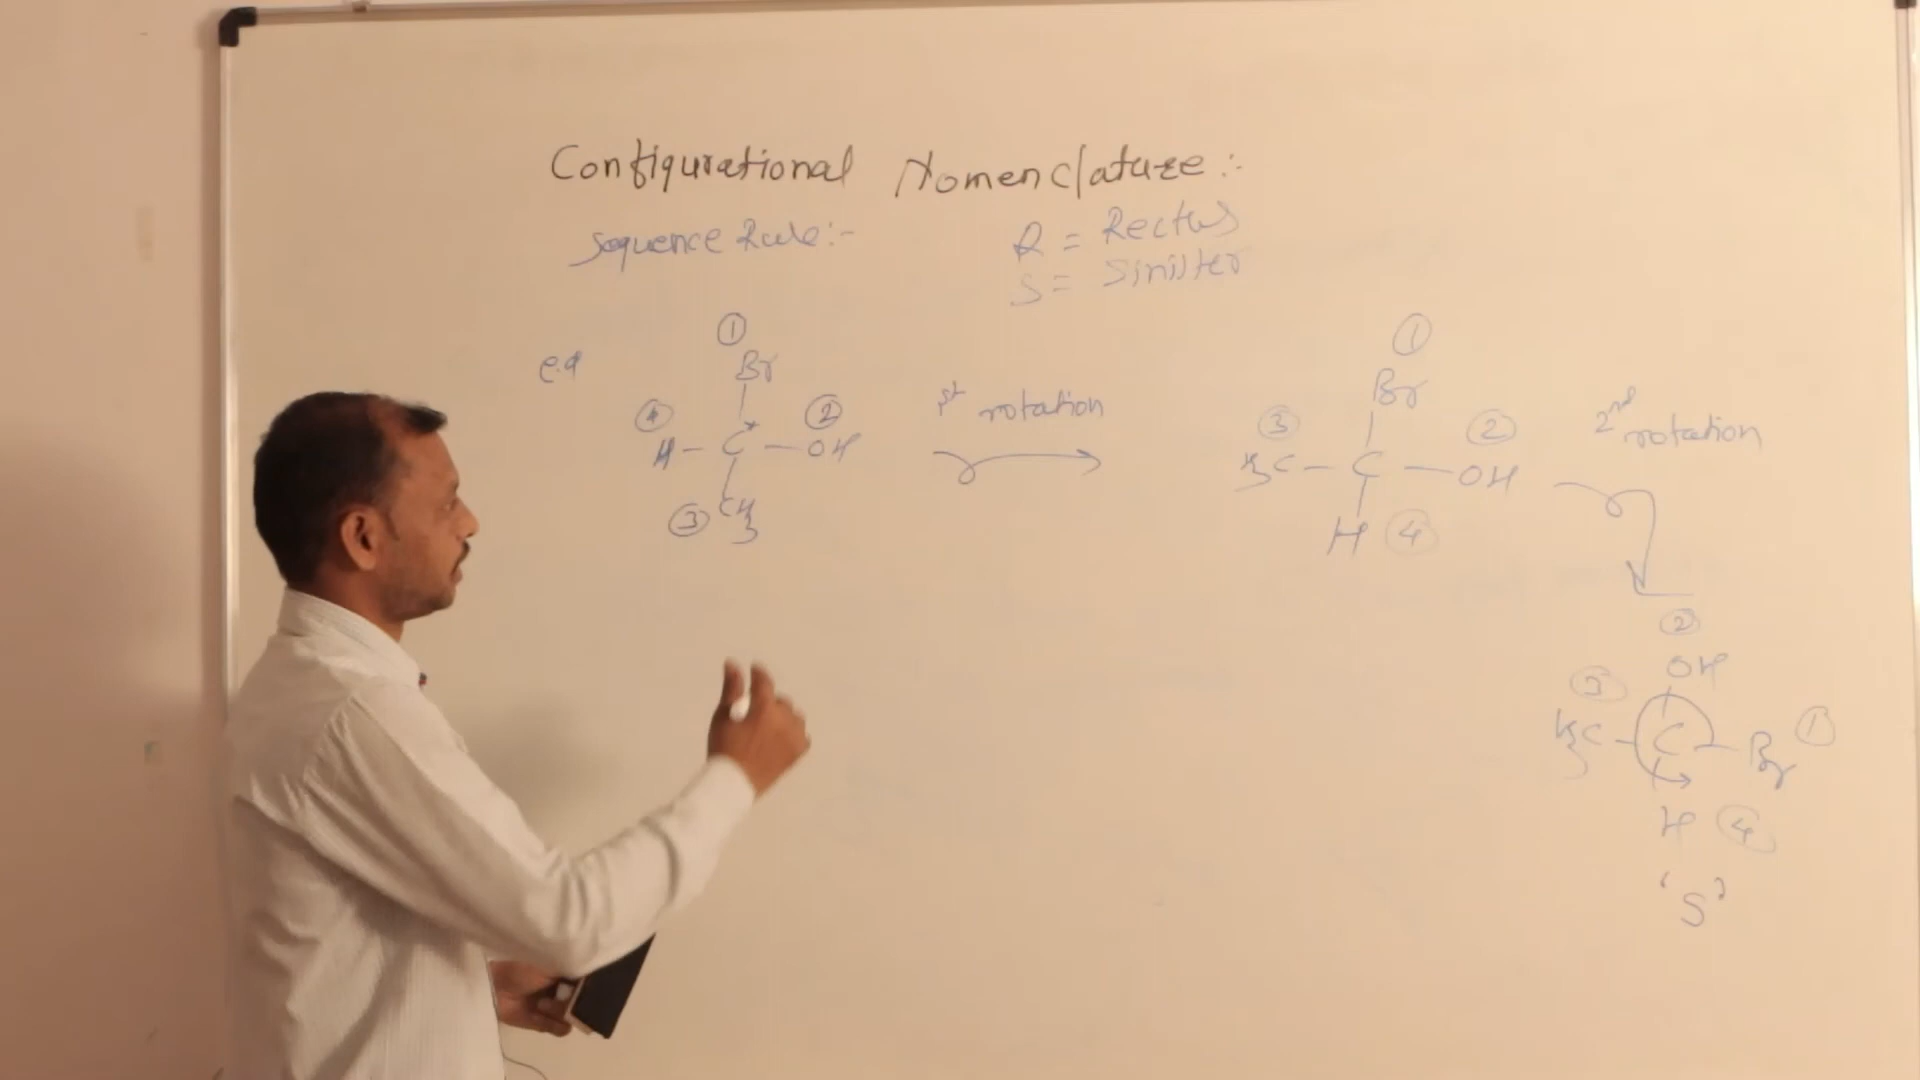 Configurational Nomenclature:-
Sequence Rule:-
R = Rectus
S = Sinister
e.g
①
Br
④ ②
H - C* - OH
③ CH3
1st rotation
①
Br
③ ②
H3C - C - OH
H ④
2nd rotation
②
OH
③
H3C - C - Br ①
H ④
'S'